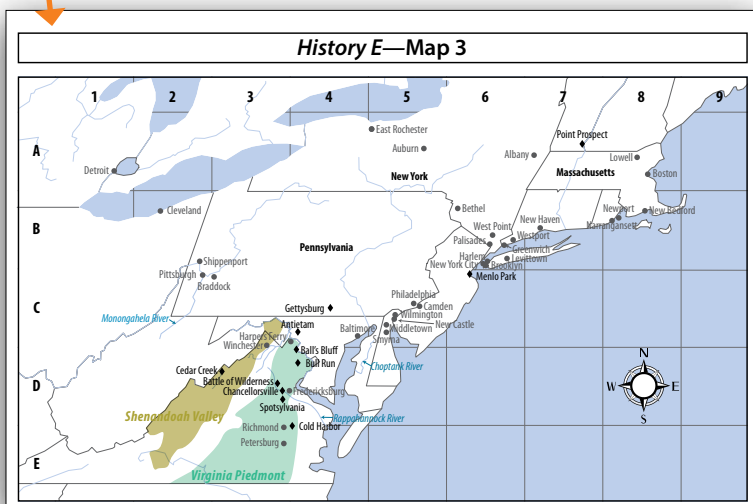 History E—Map 3
1 2 3 4 5 6 7 8 9
A
East Rochester
Auburn
Albany
Point Prospect
Lowell
Detroit
New York
Massachusetts
Boston
B
Cleveland
Bethel
West Point
New Haven
Newport
New Bedford
Narrangansett
Palisades
Westport
Greenwich
Pennsylvania
Harlem
Levittown
New York City
Brooklyn
Shippenport
Pittsburgh
Menlo Park
Braddock
C
Philadelphia
Camden
Gettysburg
Wilmington
Monongahela River
Antietam
New Castle
Baltimore
Middletown
Harpers Ferry
Smyrna
Winchester
Ball's Bluff
Bull Run
Choptank River
Cedar Creek
D
Battle of Wilderness
Chancellorsville
Fredericksburg
Spotsylvania
Shenandoah Valley
Rappahannock River
Richmond
Cold Harbor
Petersburg
E
Virginia Piedmont
N
W E
S